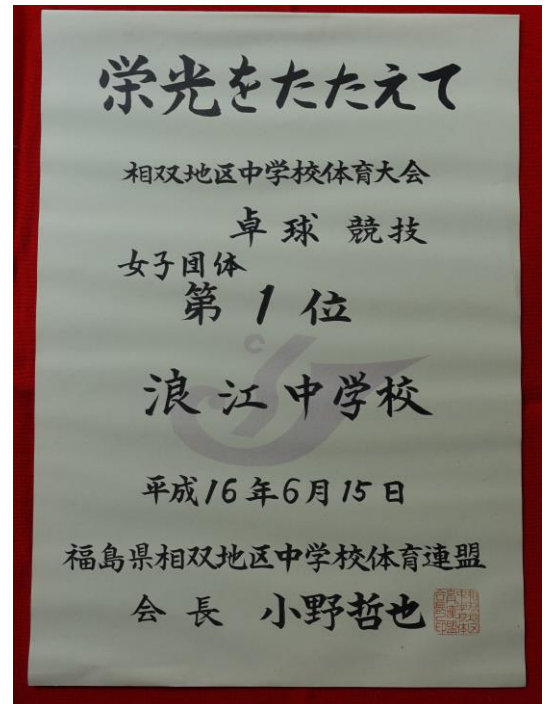 栄光をたたえて
相双地区中学校体育大会
卓球 競技
女子団体
第 1 位
浪江中学校
平成16年6月15日
福島県相双地区中学校体育連盟
会長 小野哲也